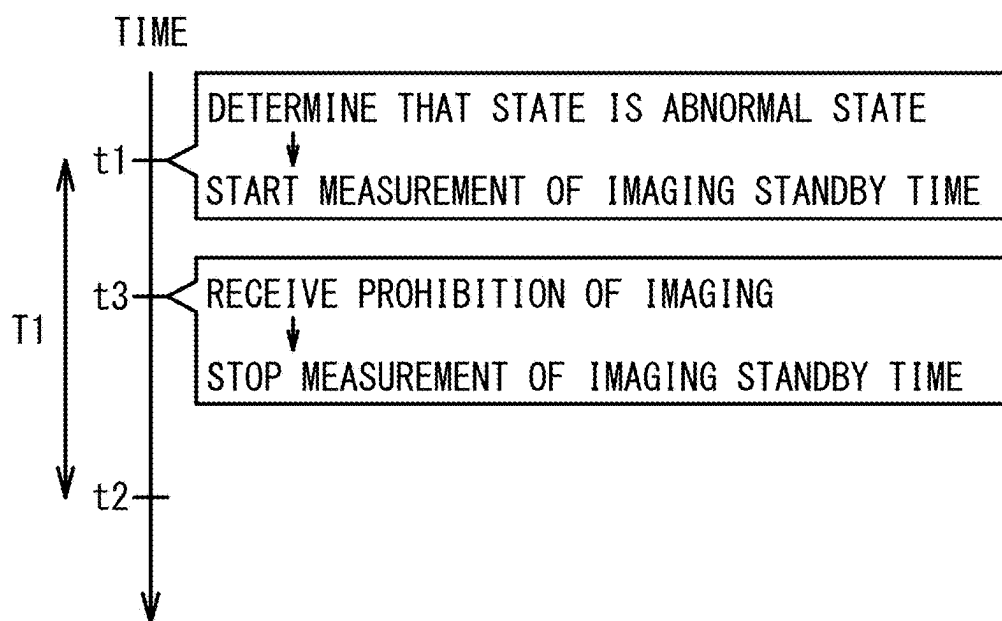 TIME
DETERMINE THAT STATE IS ABNORMAL STATE
t1
START MEASUREMENT OF IMAGING STANDBY TIME
t3
RECEIVE PROHIBITION OF IMAGING
T1
STOP MEASUREMENT OF IMAGING STANDBY TIME
t2